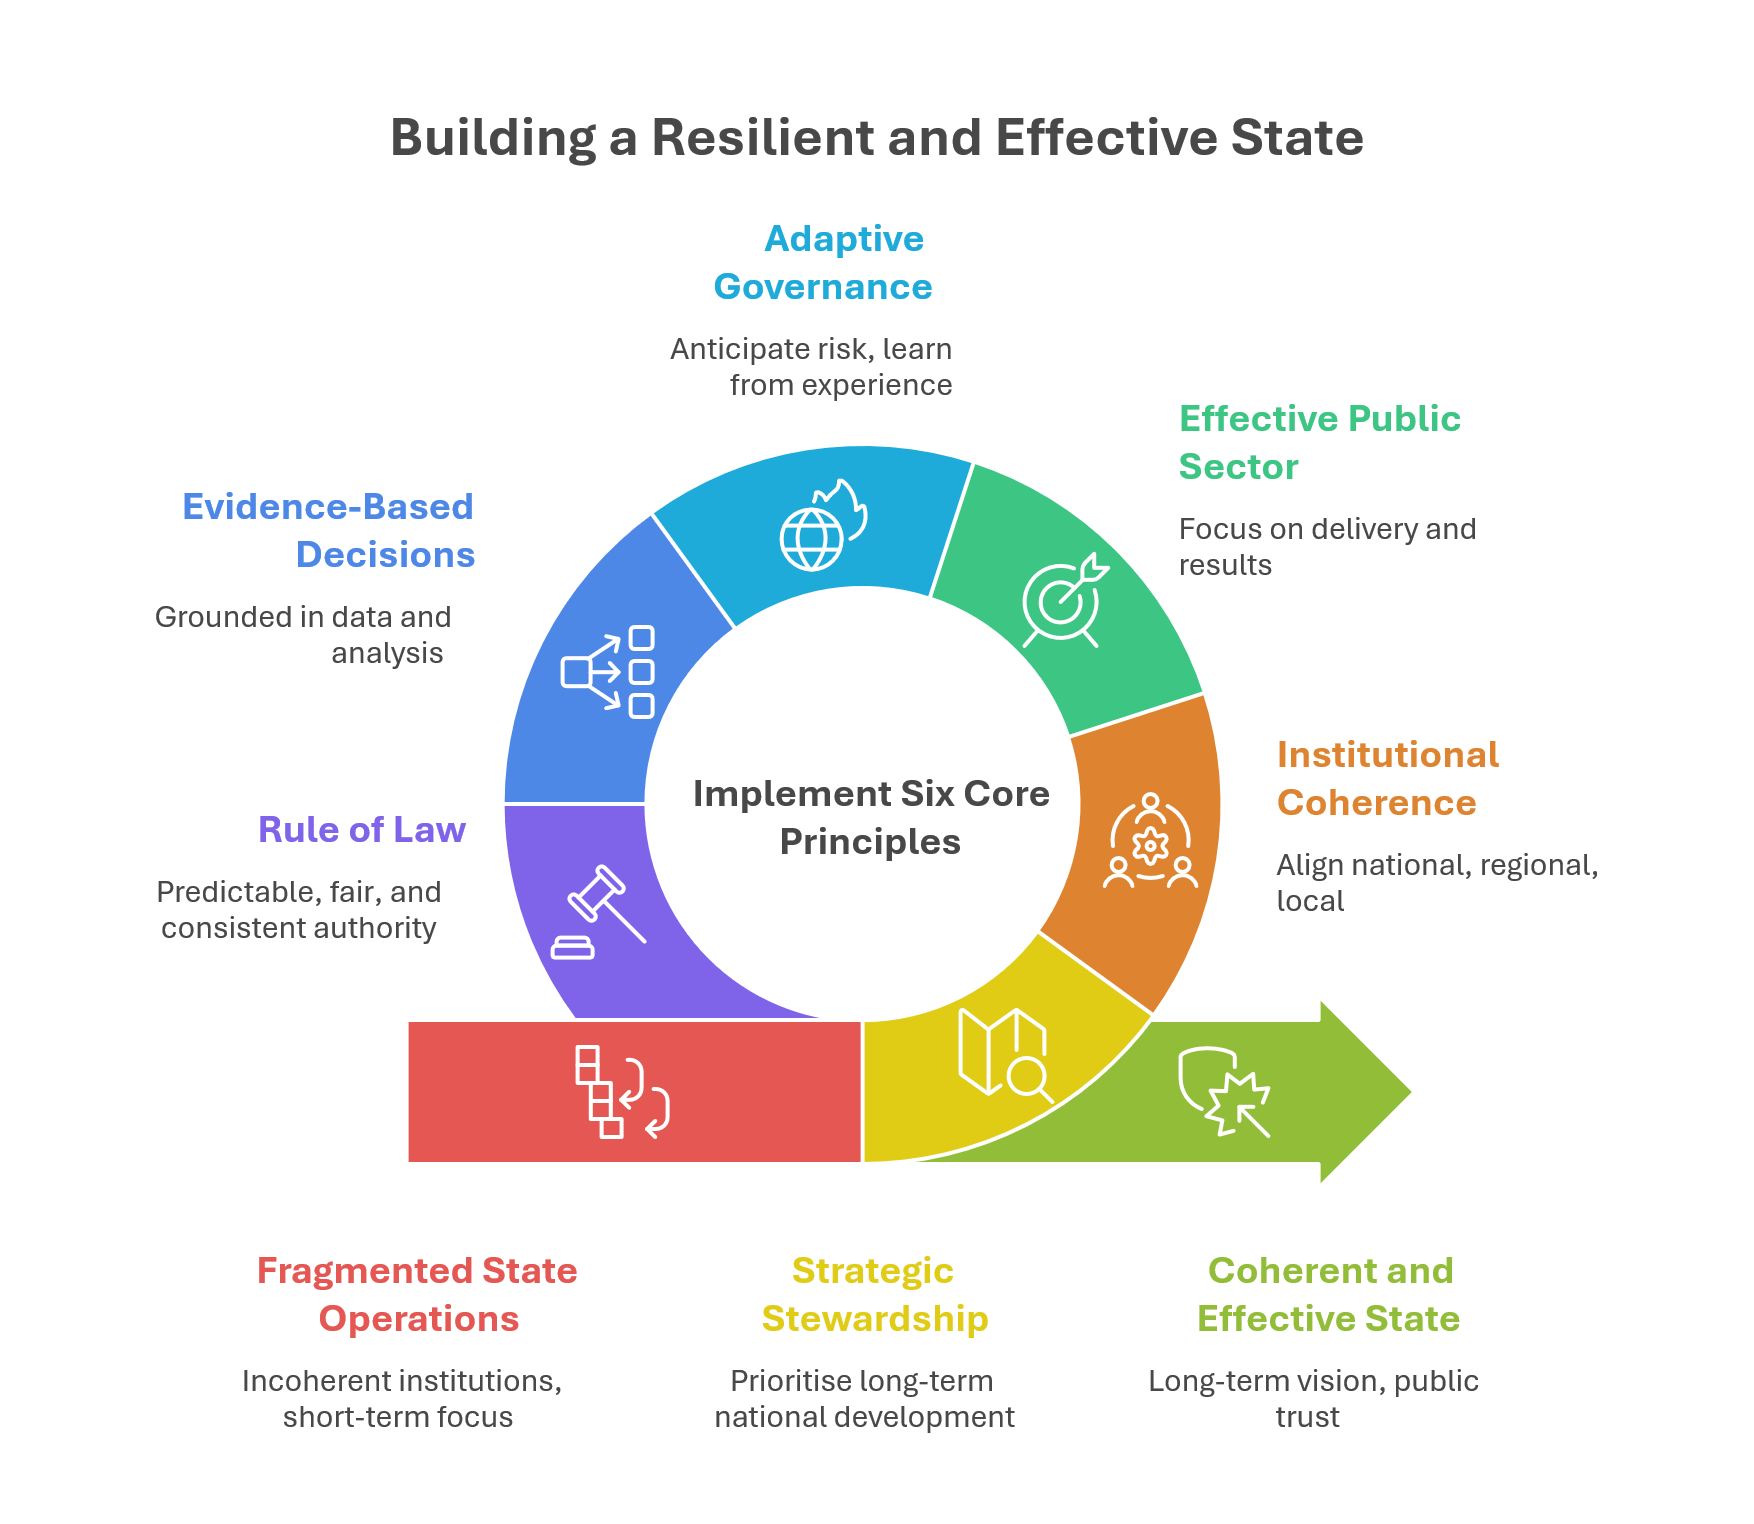 Building a Resilient and Effective State
Adaptive
Governance
Anticipate risk, learn
from experience
Effective Public
Sector
Focus on delivery and
results
Evidence-Based
Decisions
Grounded in data and
analysis
Institutional
Coherence
Align national, regional,
local
Implement Six Core
Principles
Rule of Law
Predictable, fair, and
consistent authority
Fragmented State
Operations
Incoherent institutions,
short-term focus
Strategic
Stewardship
Prioritise long-term
national development
Coherent and
Effective State
Long-term vision, public
trust